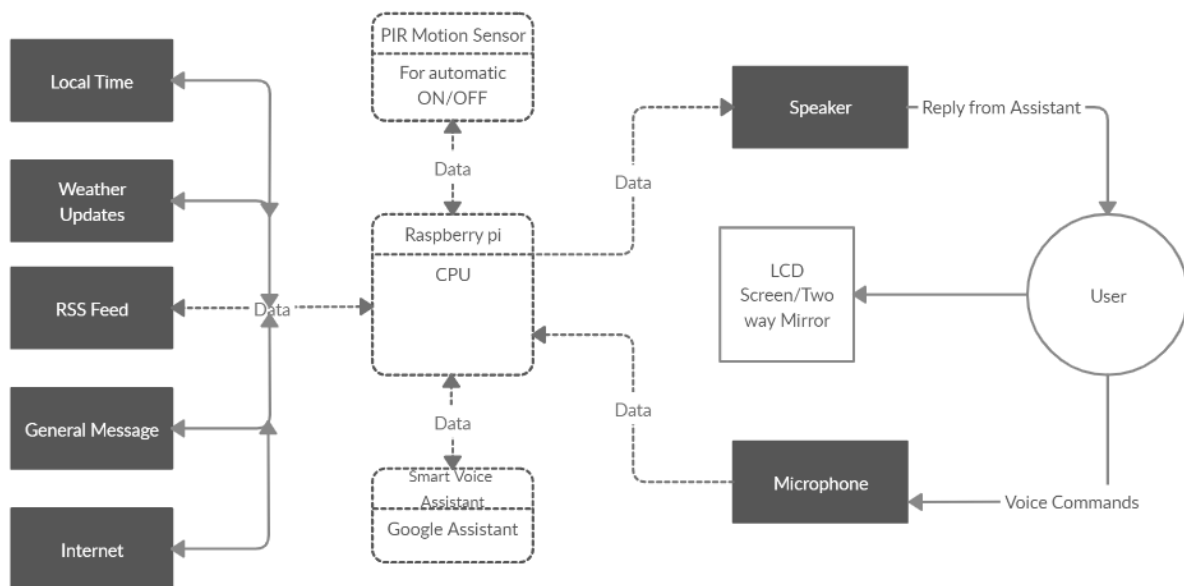 PIR Motion Sensor
For automatic
ON/OFF
Local Time
Speaker
Reply from Assistant
Data
Data
Weather
Updates
Raspberry pi
CPU
LCD
Screen/Two
way Mirror
User
RSS Feed
Data
General Message
Data
Data
Smart Voice
Assistant
Google Assistant
Microphone
Voice Commands
Internet